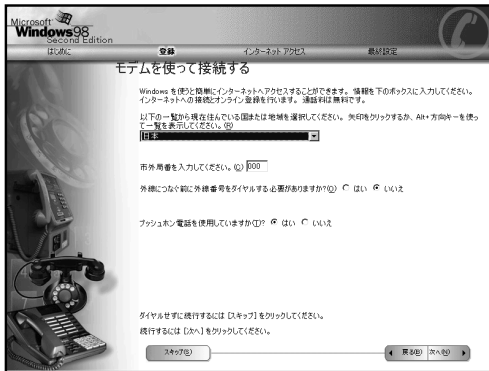 Microsoft
Windows98
Second Edition
はじめに 登録 インターネット アクセス 最終設定
モデムを使って接続する
Windows を使うと簡単にインターネットへアクセスすることができます。 情報を下のボックスに入力してください。
インターネットへの接続とオンライン登録を行います。 通話料は無料です。
以下の一覧から現在住んでいる国または地域を選択してください。 矢印をクリックするか、Alt+方向キーを使っ
て一覧を表示してください。(R)
日本
市外局番を入力してください。(C) 000
外線につなぐ前に外線番号をダイヤルする必要がありますか?(O) はい いいえ
プッシュホン電話を使用していますか(T)? はい いいえ
ダイヤルせずに続行するには [スキップ] をクリックしてください。
続行するには [次へ] をクリックしてください。
スキップ(S) 戻る(B) 次へ(N)